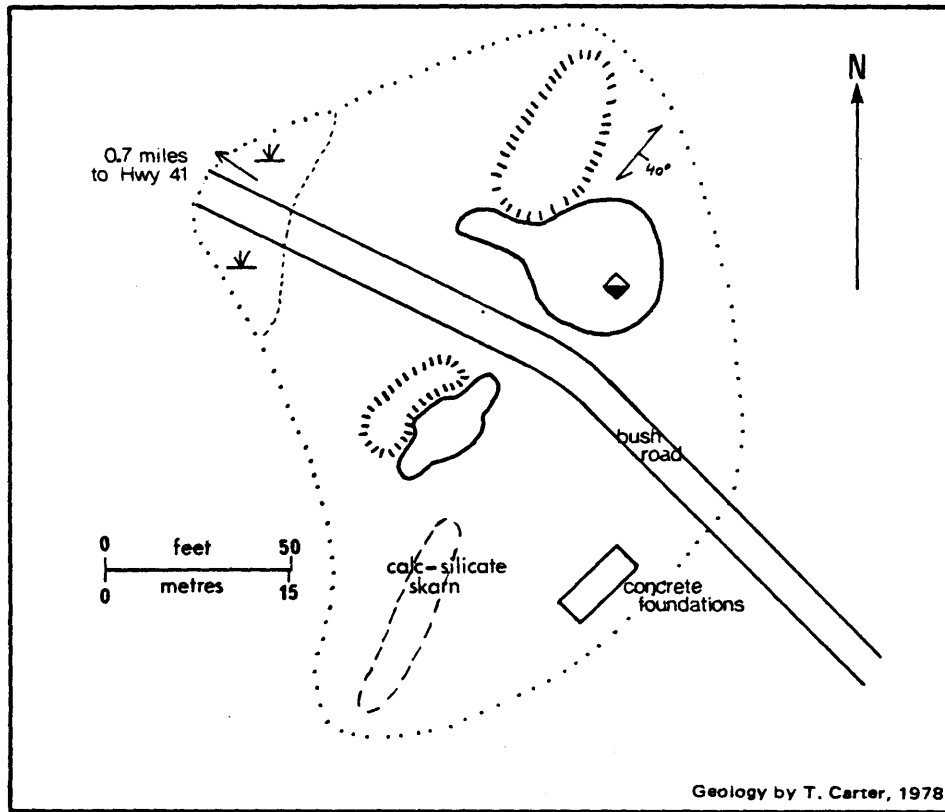 N
0.7 miles
to Hwy 41
40°
bush
road
0 feet 50
0 metres 15
calc-silicate
skarn
concrete
foundations
Geology by T. Carter, 1978